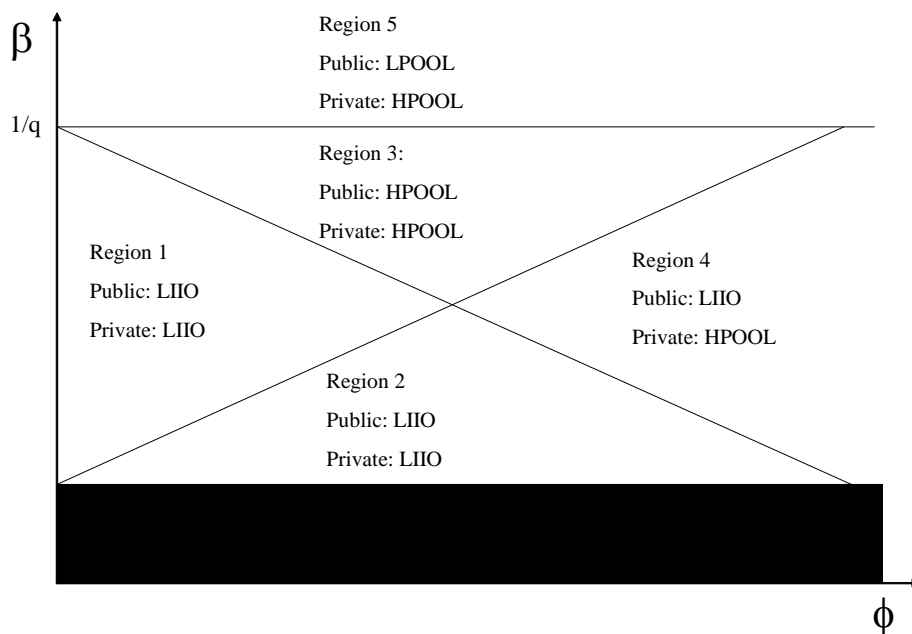 β
Region 5
Public: LPOOL
Private: HPOOL
1/q
Region 3:
Public: HPOOL
Private: HPOOL
Region 1
Public: LIIO
Private: LIIO
Region 4
Public: LIIO
Private: HPOOL
Region 2
Public: LIIO
Private: LIIO
ϕ